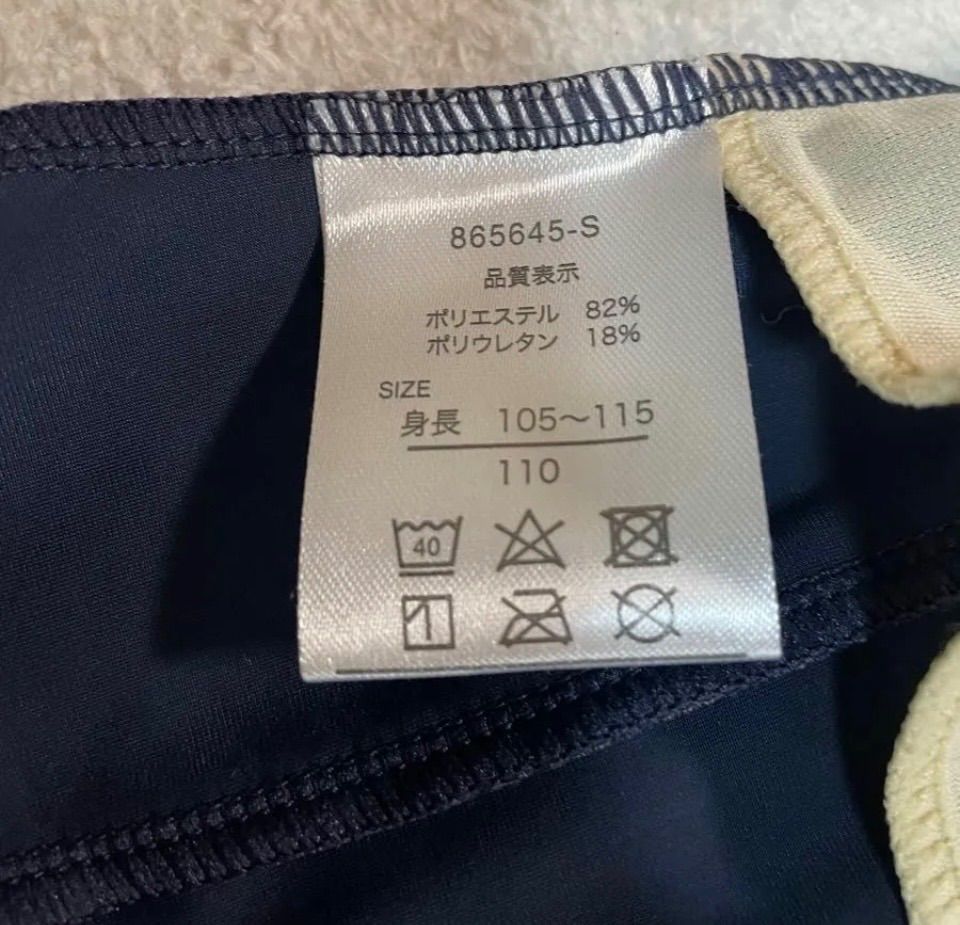 865645-S
品質表示
ポリエステル 82%
ポリウレタン 18%
SIZE
身長 105～115
110
40